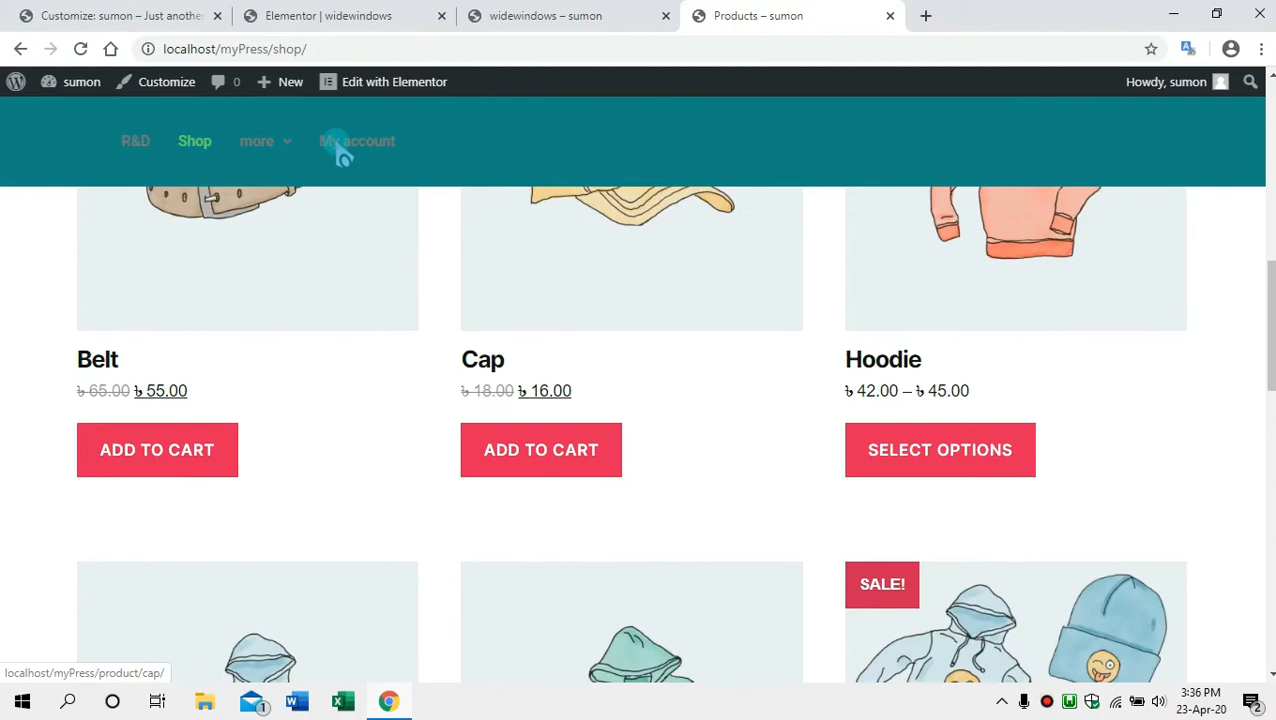 Customize: sumon – Just anothe
Elementor | widewindows
widewindows – sumon
Products – sumon
localhost/myPress/shop/
sumon
Customize
0
New
Edit with Elementor
Howdy, sumon
R&D
Shop
more
My account
Belt
Cap
Hoodie
৳ 65.00 ৳ 55.00
৳ 18.00 ৳ 16.00
৳ 42.00 – ৳ 45.00
ADD TO CART
ADD TO CART
SELECT OPTIONS
SALE!
localhost/myPress/product/cap/
1
3:36 PM
23-Apr-20
2